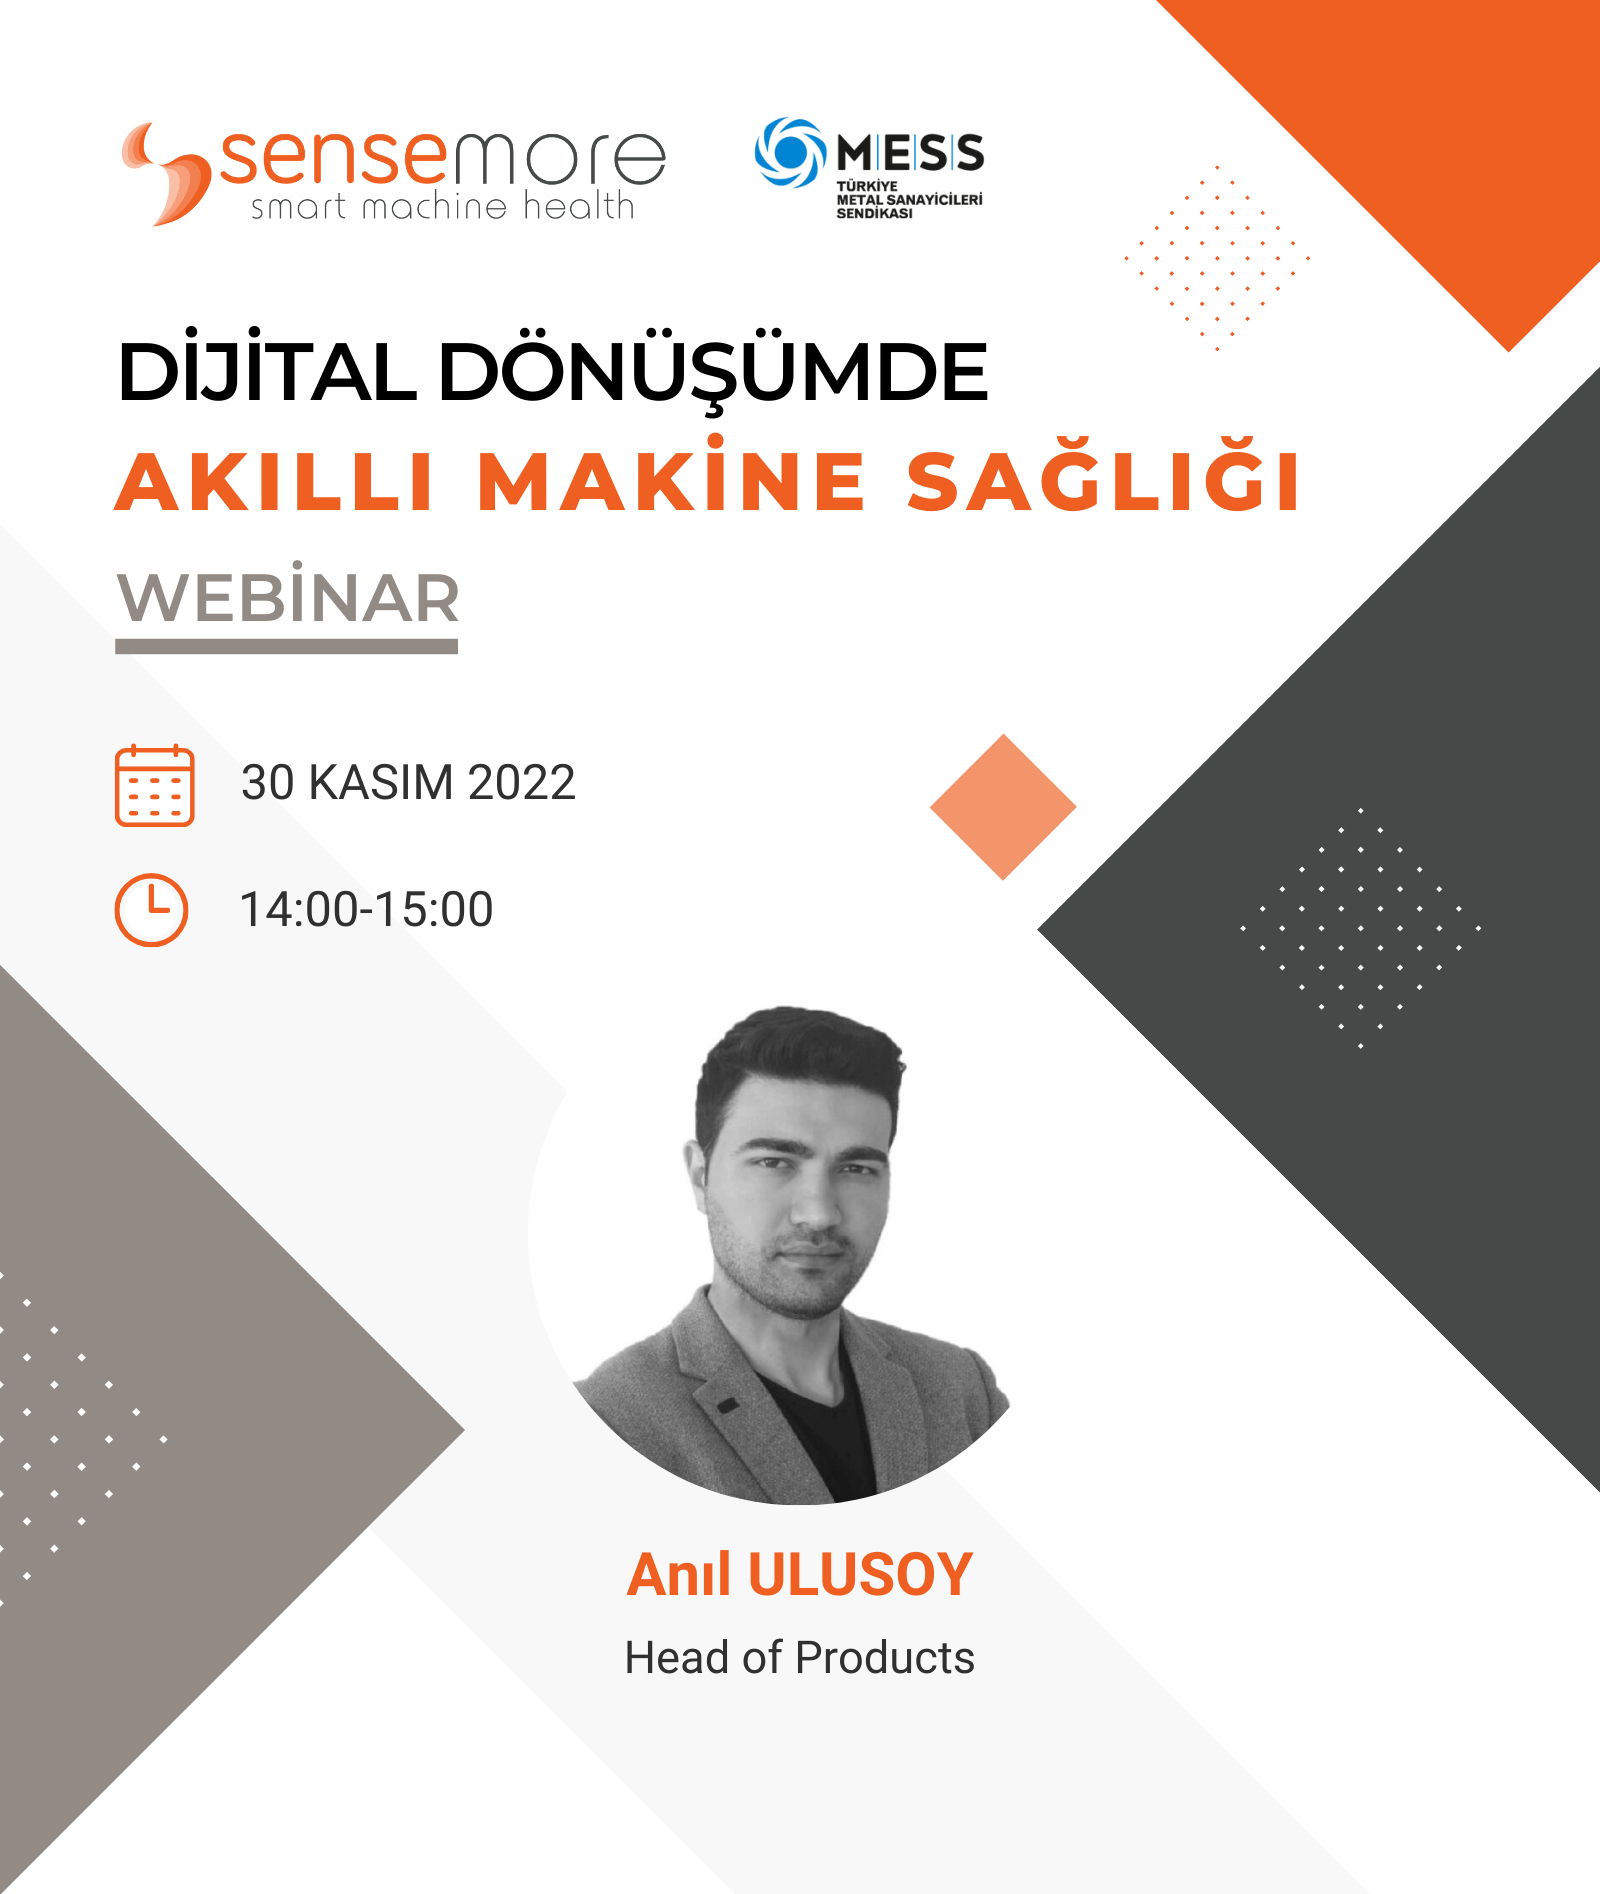 sensemore
smart machine health
M|E|S|S
TÜRKİYE
METAL SANAYİCİLERİ
SENDİKASI
DİJİTAL DÖNÜŞÜMDE
AKILLI MAKİNE SAĞLIĞI
WEBİNAR
30 KASIM 2022
14:00-15:00
Anıl ULUSOY
Head of Products